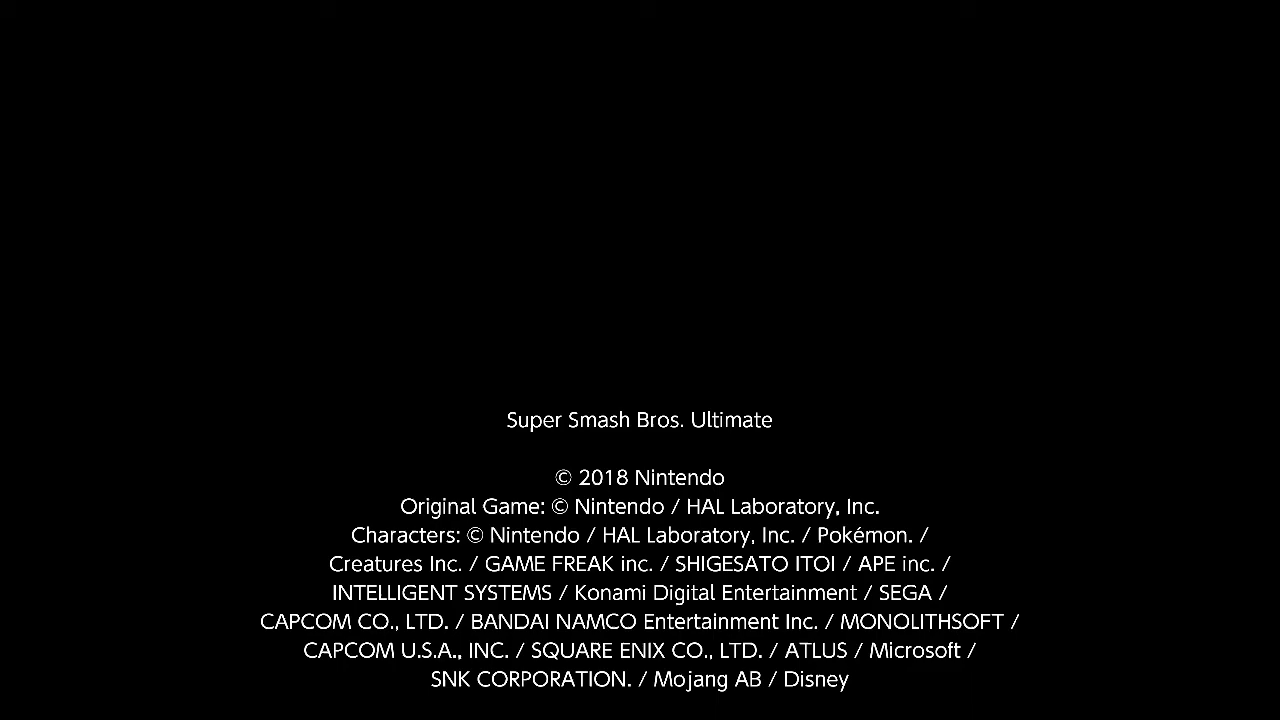 Super Smash Bros. Ultimate
© 2018 Nintendo
Original Game: © Nintendo / HAL Laboratory, Inc.
Characters: © Nintendo / HAL Laboratory, Inc. / Pokémon. /
Creatures Inc. / GAME FREAK inc. / SHIGESATO ITOI / APE inc. /
INTELLIGENT SYSTEMS / Konami Digital Entertainment / SEGA /
CAPCOM CO., LTD. / BANDAI NAMCO Entertainment Inc. / MONOLITHSOFT /
CAPCOM U.S.A., INC. / SQUARE ENIX CO., LTD. / ATLUS / Microsoft /
SNK CORPORATION. / Mojang AB / Disney